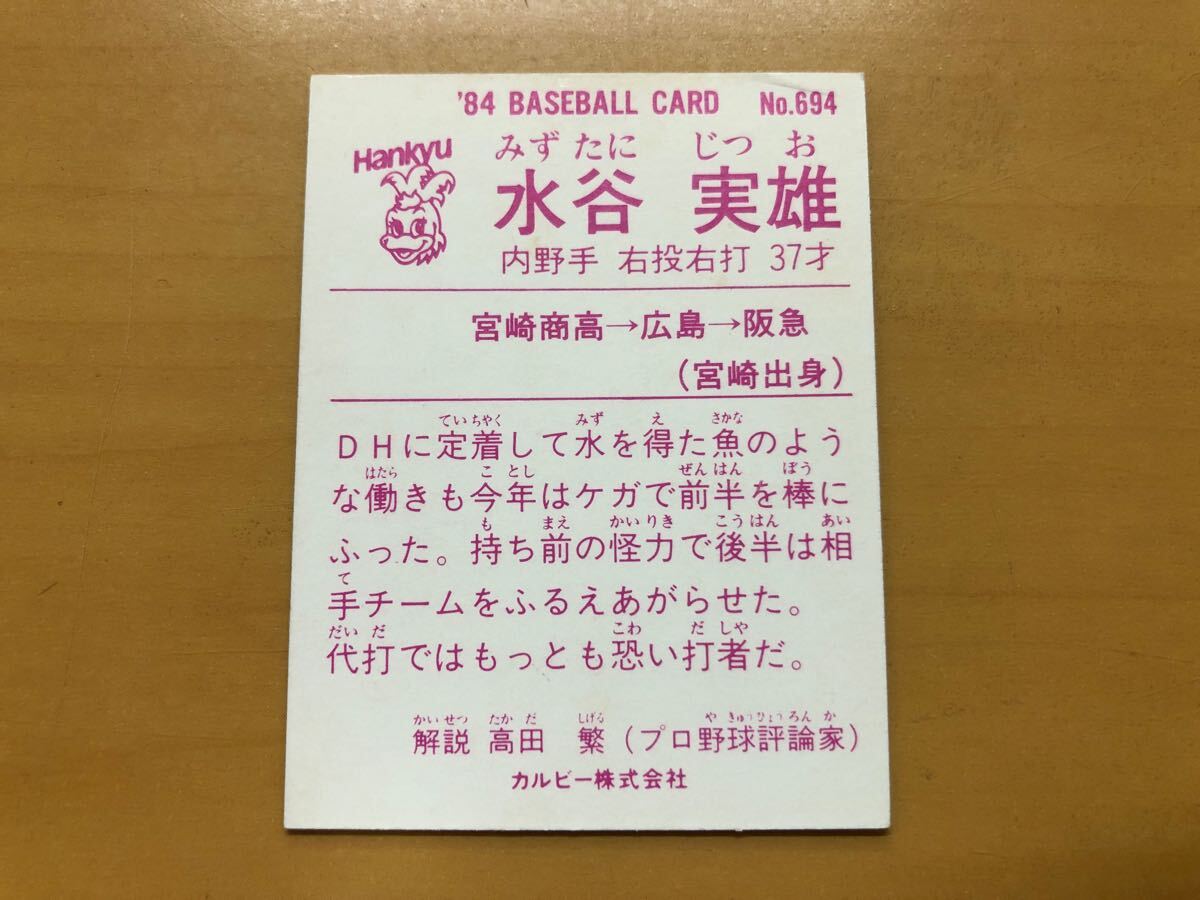 '84 BASEBALL CARD No.694
Hankyu
みず たに じつ お
水谷 実雄
内野手 右投右打 37才
宮崎商高→広島→阪急
(宮崎出身)
ていちゃく みず え さかな
DHに定着して水を得た魚のよう
はたら こ とし ぜんはん ぼう
な働きも今年はケガで前半を棒に
も まえ かいりき こうはん あい
ふった。持ち前の怪力で後半は相
て
手チームをふるえあがらせた。
だい だ こわ だ しゃ
代打ではもっとも恐い打者だ。
かいせつ たか だ しげる や きゅうひょうろん か
解説 高田 繁 (プロ野球評論家)
カルビー株式会社